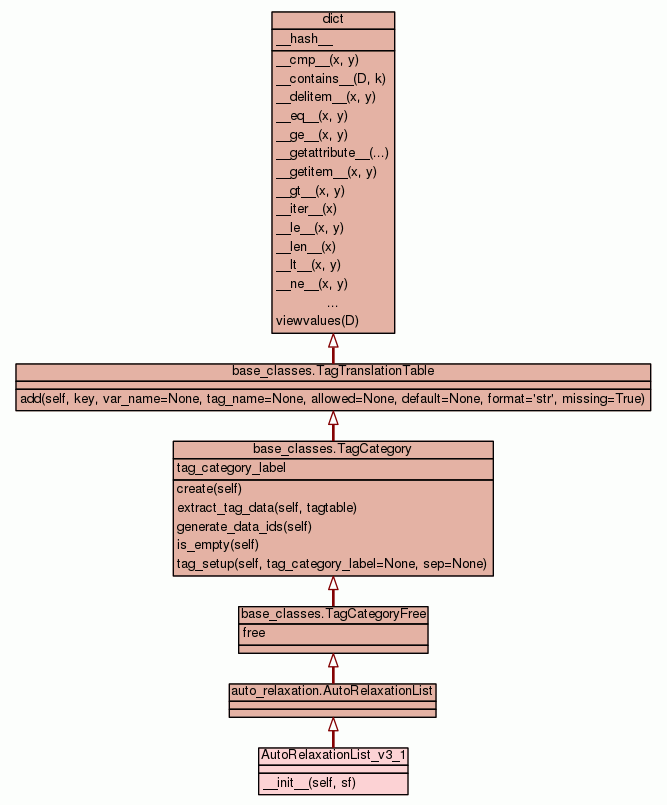 dict
__hash__
__cmp__(x, y)
__contains__(D, k)
__delitem__(x, y)
__eq__(x, y)
__ge__(x, y)
__getattribute__(...)
__getitem__(x, y)
__gt__(x, y)
__iter__(x)
__le__(x, y)
__len__(x)
__lt__(x, y)
__ne__(x, y)
...
viewvalues(D)
base_classes.TagTranslationTable
add(self, key, var_name=None, tag_name=None, allowed=None, default=None, format='str', missing=True)
base_classes.TagCategory
tag_category_label
create(self)
extract_tag_data(self, tagtable)
generate_data_ids(self)
is_empty(self)
tag_setup(self, tag_category_label=None, sep=None)
base_classes.TagCategoryFree
free
auto_relaxation.AutoRelaxationList
AutoRelaxationList_v3_1
__init__(self, sf)